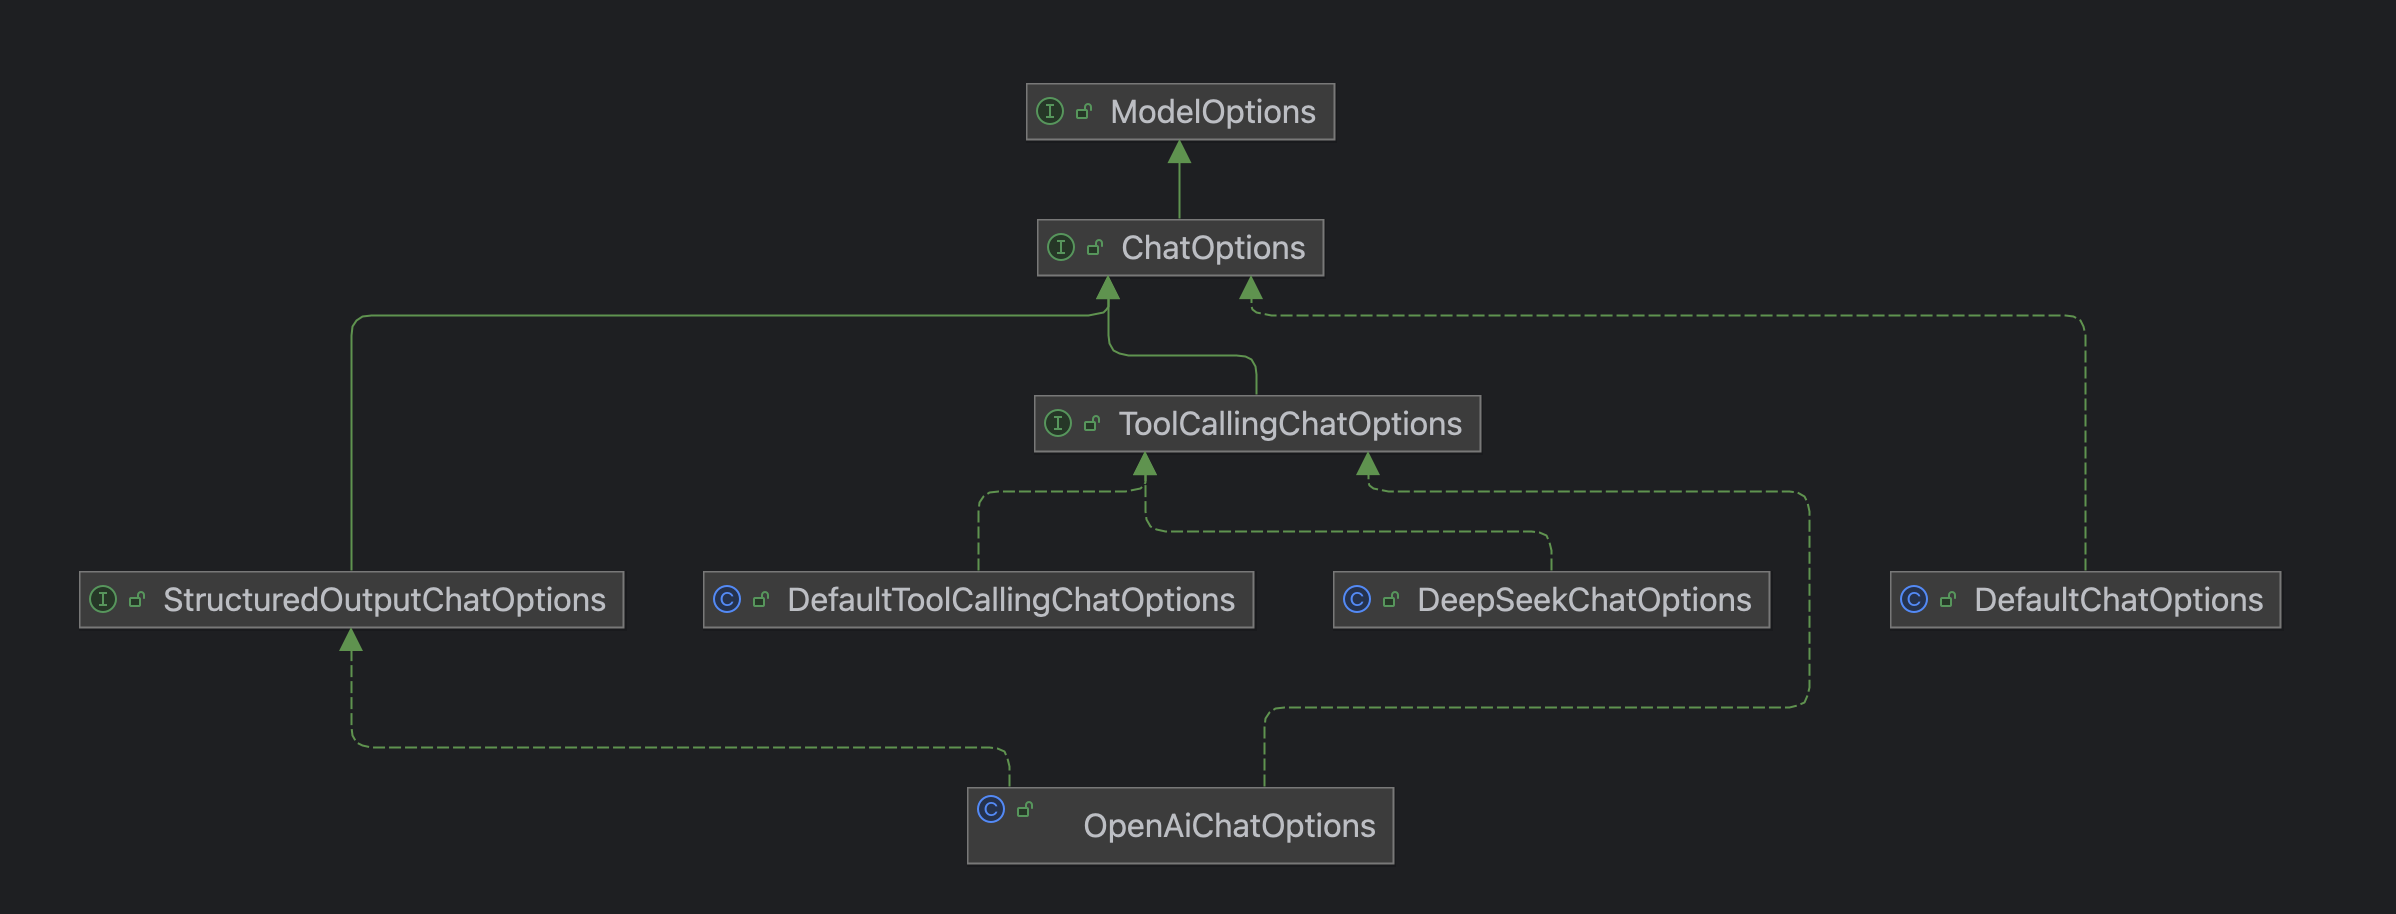 ModelOptions
ChatOptions
ToolCallingChatOptions
StructuredOutputChatOptions
DefaultToolCallingChatOptions
DeepSeekChatOptions
DefaultChatOptions
OpenAiChatOptions